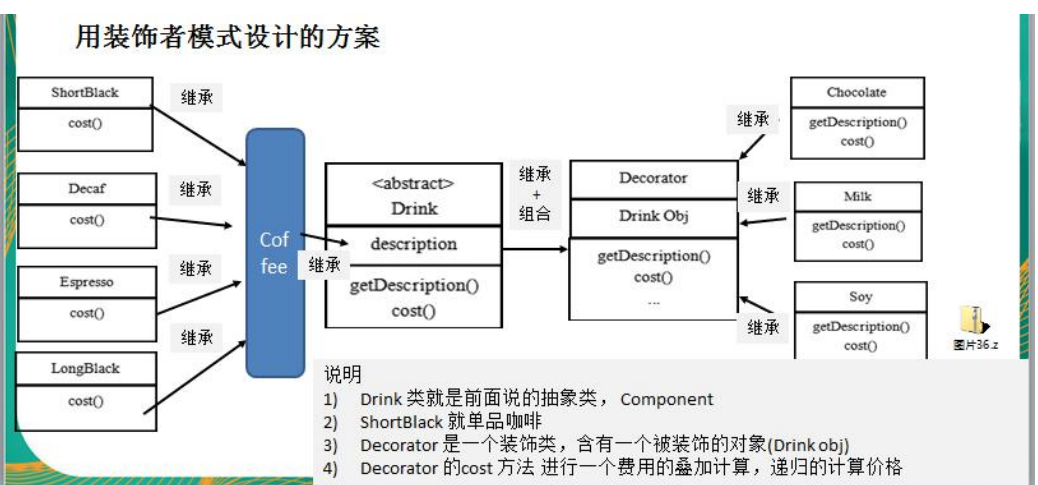 用装饰者模式设计的方案
ShortBlack
cost()
继承
Decaf
cost()
继承
Espresso
cost()
继承
LongBlack
cost()
继承
Cof
fee
继承
<abstract>
Drink
description
getDescription()
cost()
继承
+
组合
Decorator
Drink Obj
getDescription()
cost()
...
继承
Chocolate
getDescription()
cost()
继承
Milk
getDescription()
cost()
继承
Soy
getDescription()
cost()
图片36.z
说明
1) Drink 类就是前面说的抽象类， Component
2) ShortBlack 就单品咖啡
3) Decorator 是一个装饰类，含有一个被装饰的对象(Drink obj)
4) Decorator 的cost 方法 进行一个费用的叠加计算，递归的计算价格